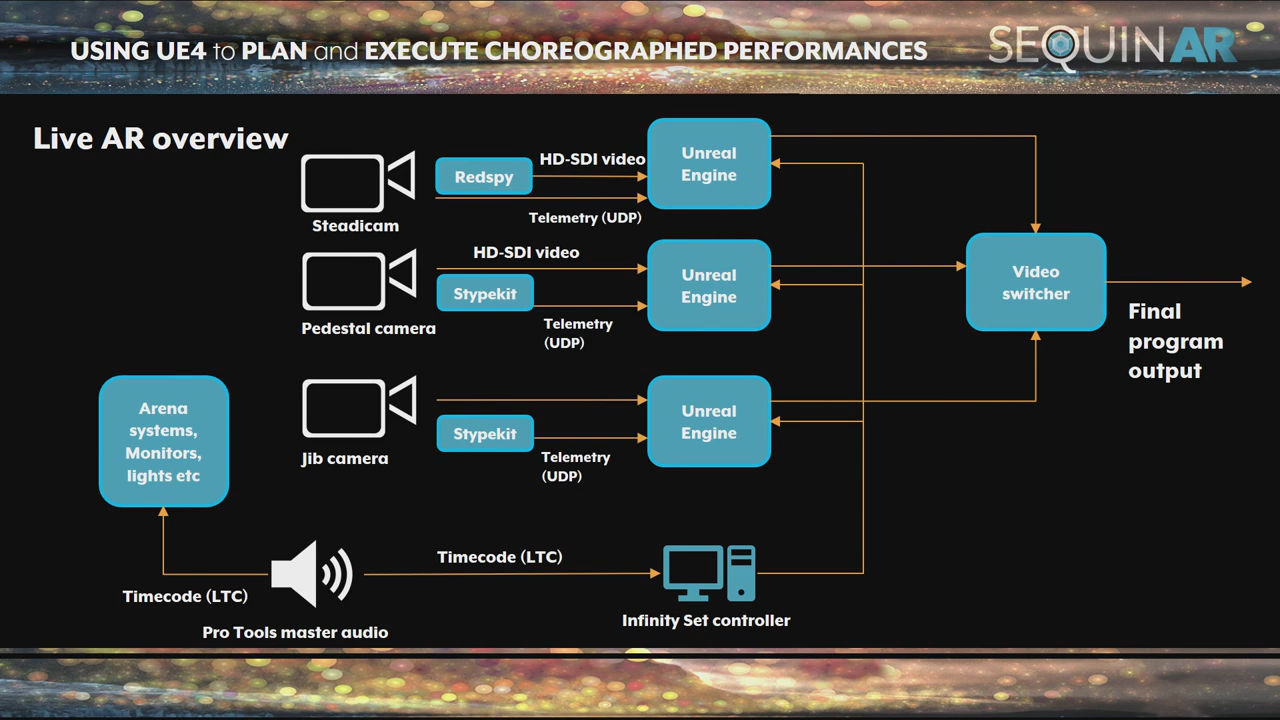 USING UE4 to PLAN and EXECUTE CHOREOGRAPHED PERFORMANCES
SEQUINAR
Live AR overview
Steadicam
Redspy
HD-SDI video
Telemetry (UDP)
Unreal
Engine
Pedestal camera
HD-SDI video
Stypekit
Telemetry
(UDP)
Unreal
Engine
Video
switcher
Final
program
output
Arena
systems,
Monitors,
lights etc
Jib camera
Stypekit
Telemetry
(UDP)
Unreal
Engine
Timecode (LTC)
Pro Tools master audio
Timecode (LTC)
Infinity Set controller